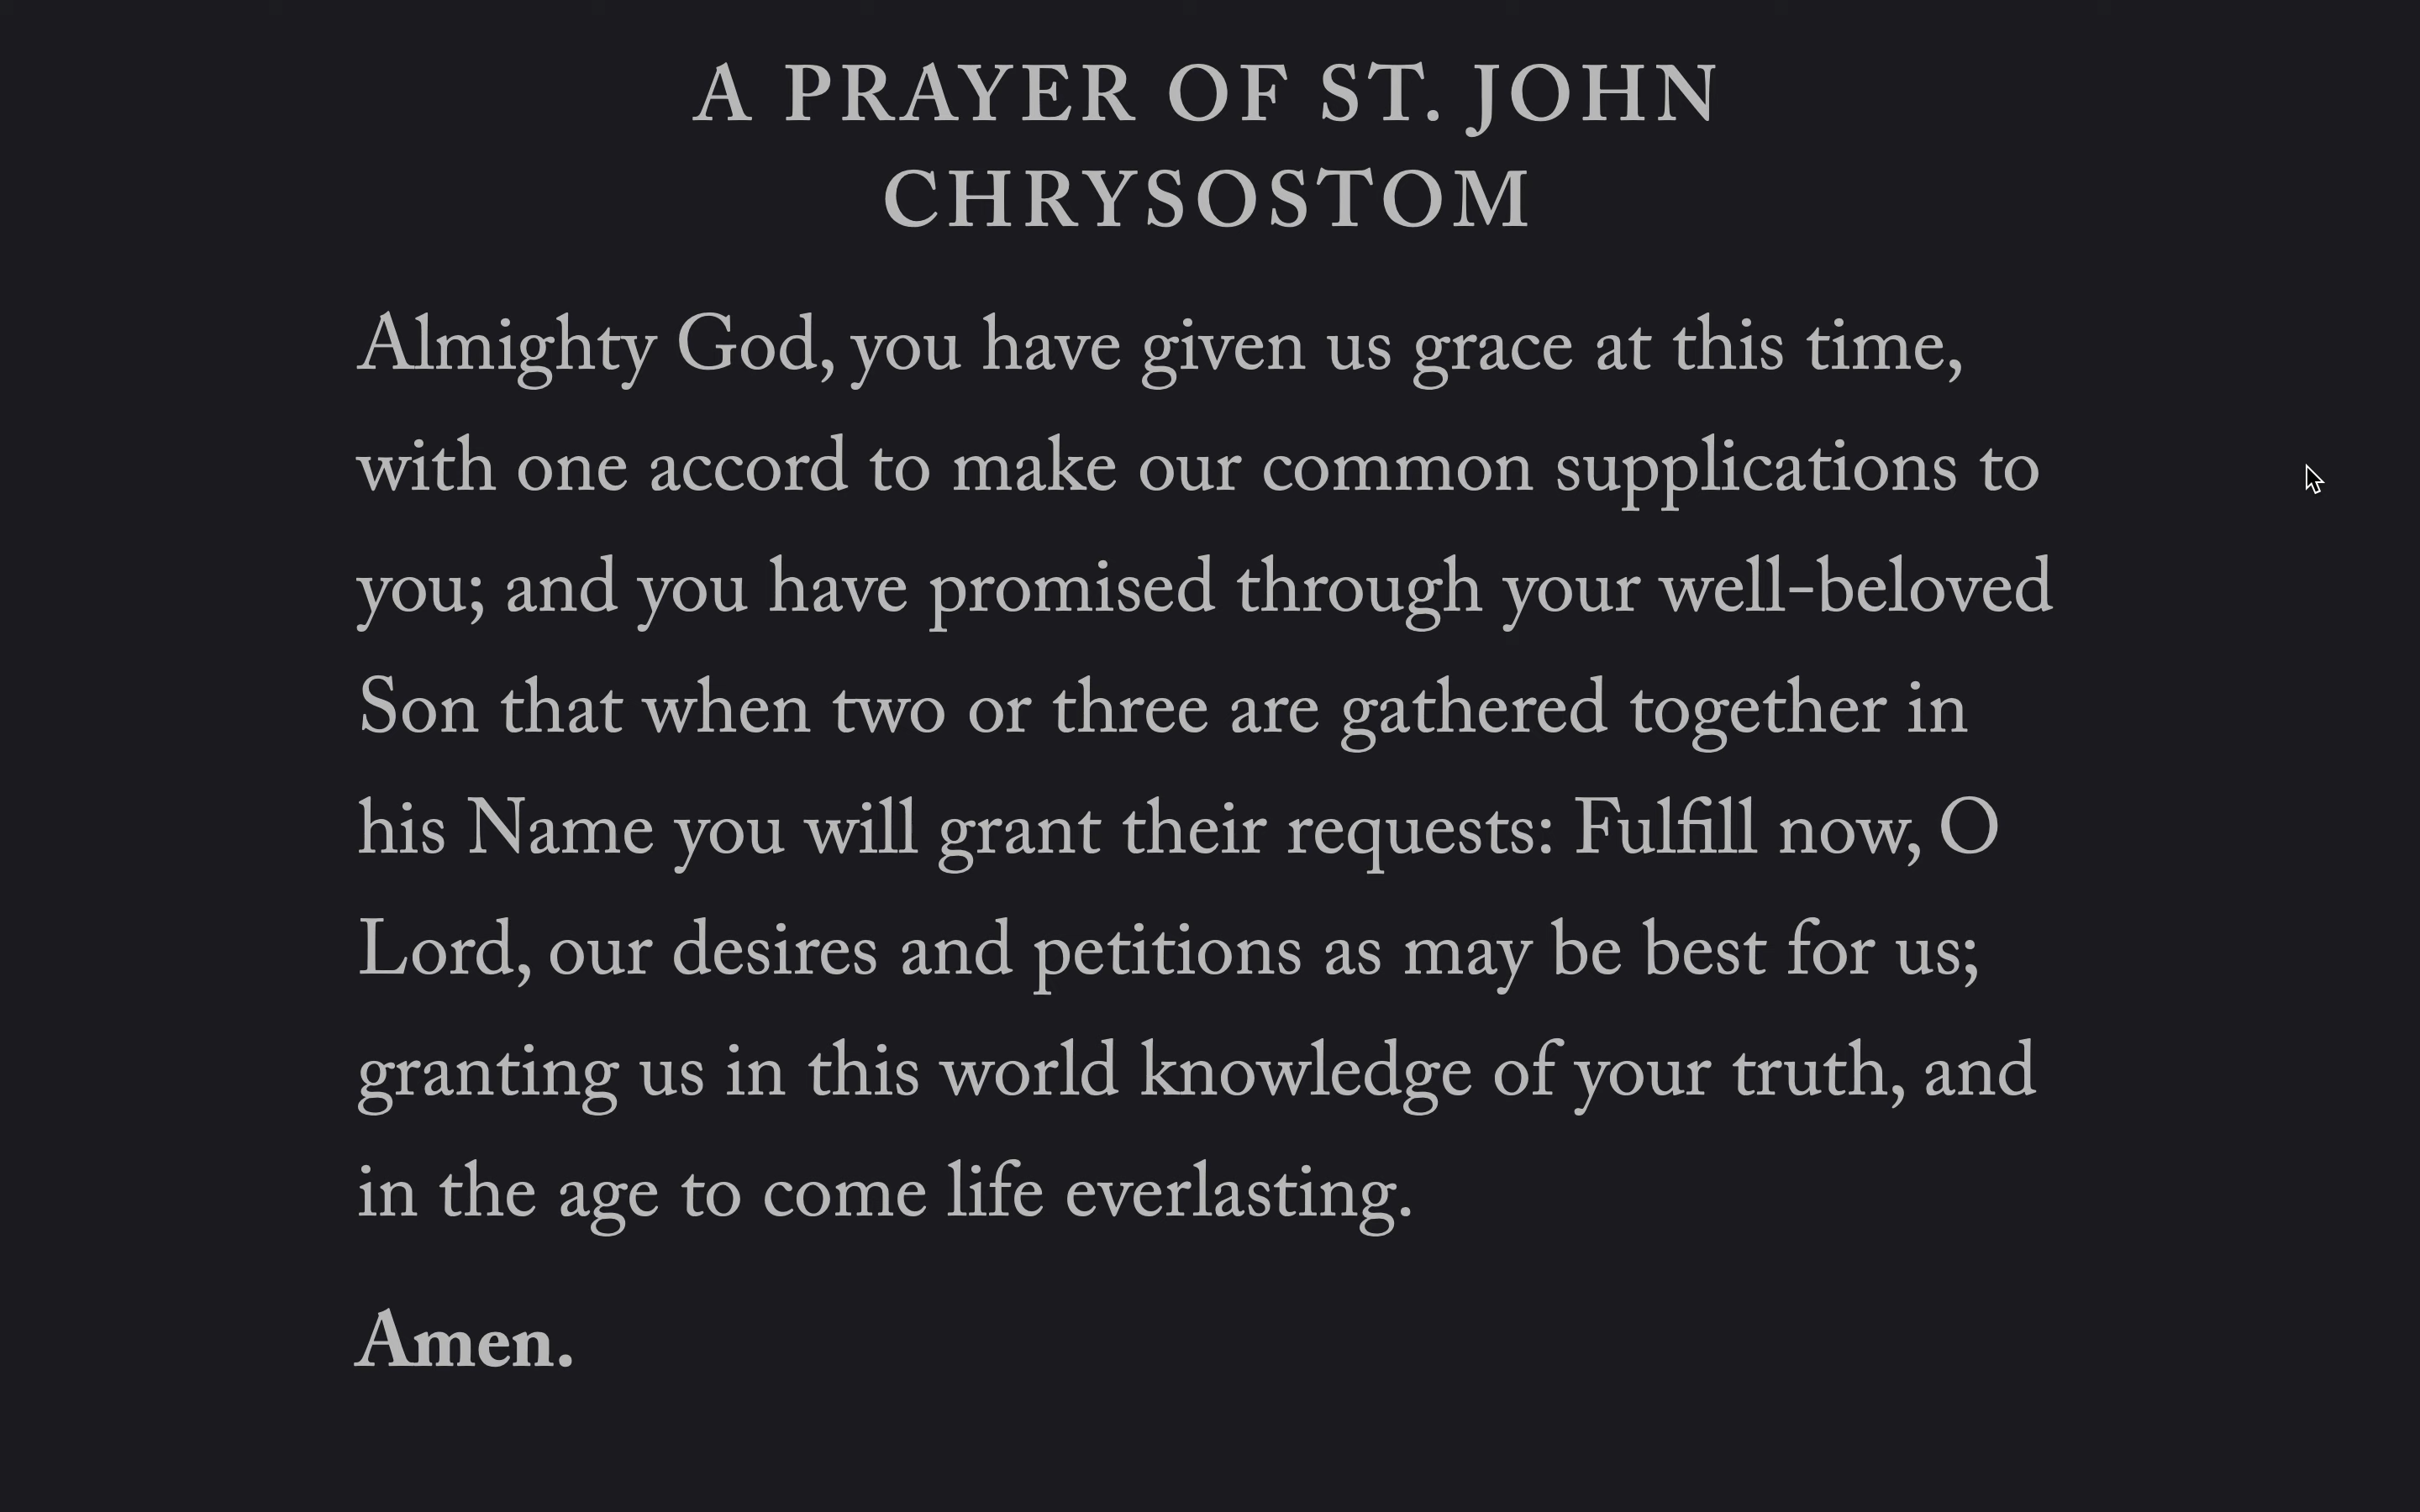 A PRAYER OF ST. JOHN
CHRYSOSTOM
Almighty God, you have given us grace at this time,
with one accord to make our common supplications to
you; and you have promised through your well-beloved
Son that when two or three are gathered together in
his Name you will grant their requests: Fulfill now, O
Lord, our desires and petitions as may be best for us;
granting us in this world knowledge of your truth, and
in the age to come life everlasting.
Amen.